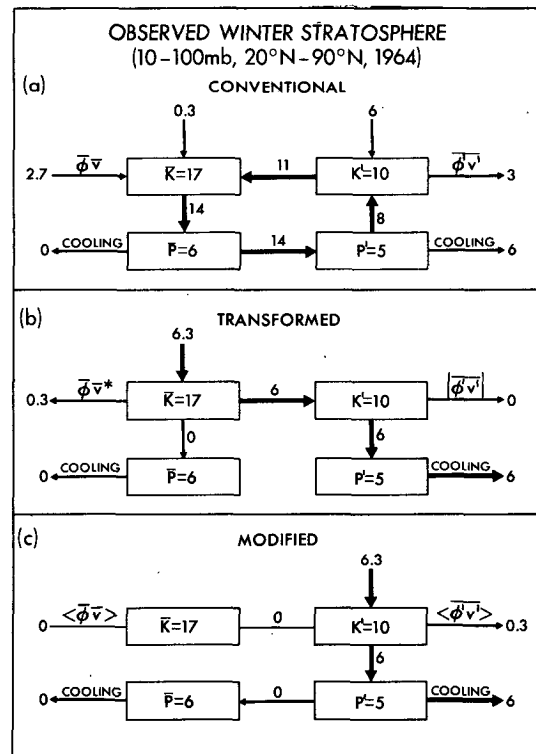 OBSERVED WINTER STRATOSPHERE
(10-100mb, 20°N-90°N, 1964)
(a)
CONVENTIONAL
0.3 6
2.7 ϕ̅ v̅ K̅=17 11 K'=10 \overline{ϕ'v'} 3
14 8
0 COOLING P̅=6 14 P'=5 COOLING 6
(b)
TRANSFORMED
6.3
0.3 ϕ̅ v̅* K̅=17 6 K'=10 [\overline{ϕ'v'}] 0
0 6
0 COOLING P̅=6 P'=5 COOLING 6
(c)
MODIFIED
6.3
0 <ϕ̅ v̅> K̅=17 0 K'=10 <\overline{ϕ'v'}> 0.3
6
0 COOLING P̅=6 0 P'=5 COOLING 6